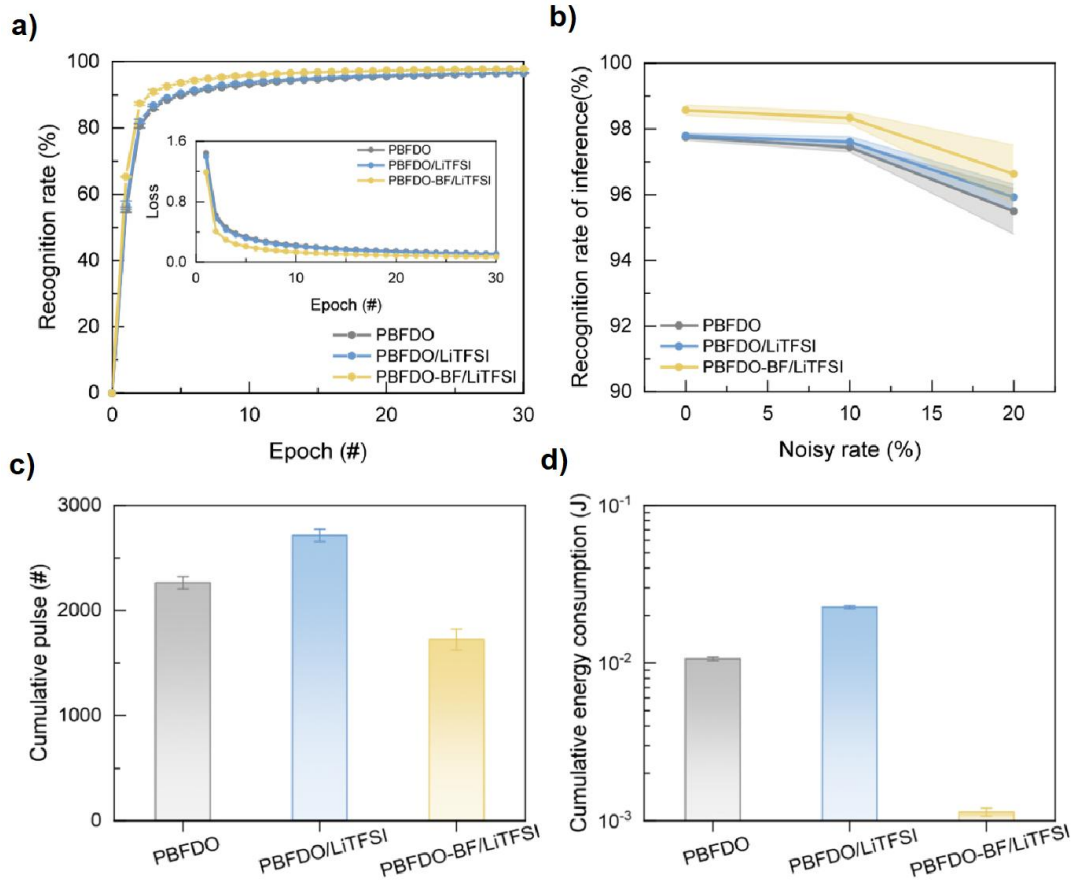 a)
Recognition rate (%)
100
80
60
40
20
0
0
10
20
30
Epoch (#)
PBFDO
PBFDO/LiTFSI
PBFDO-BF/LiTFSI
Loss
1.6
0.8
0.0
0
10
20
30
Epoch (#)
PBFDO
PBFDO/LiTFSI
PBFDO-BF/LiTFSI
b)
Recognition rate of inference(%)
100
98
96
94
92
90
0
5
10
15
20
Noisy rate (%)
PBFDO
PBFDO/LiTFSI
PBFDO-BF/LiTFSI
c)
Cumulative pulse (#)
3000
2000
1000
0
PBFDO
PBFDO/LiTFSI
PBFDO-BF/LiTFSI
d)
Cumulative energy consumption (J)
10⁻¹
10⁻²
10⁻³
PBFDO
PBFDO/LiTFSI
PBFDO-BF/LiTFSI